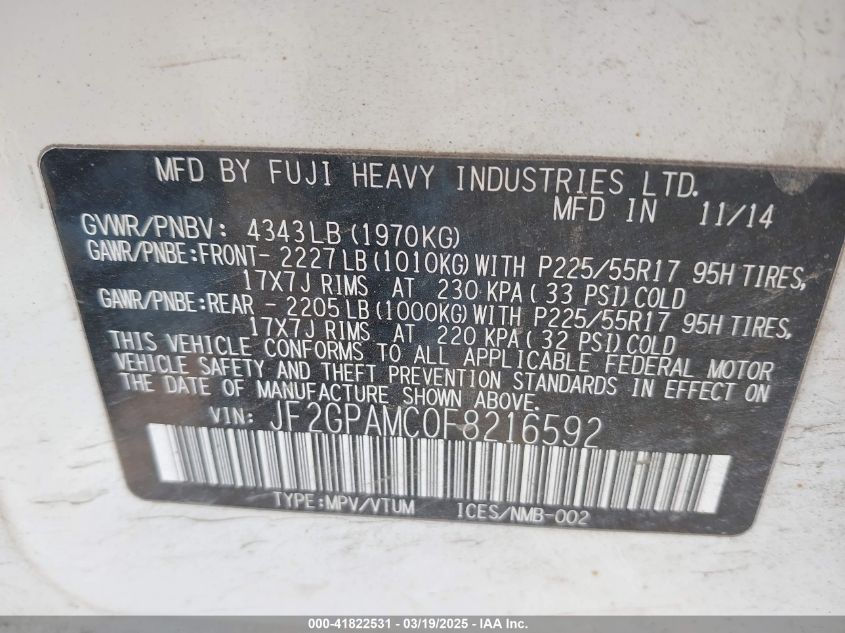 MFD BY FUJI HEAVY INDUSTRIES LTD.
MFD IN 11/14
GVWR/PNBV: 4343LB(1970KG)
GAWR/PNBE:FRONT- 2227LB(1010KG)WITH P225/55R17 95H TIRES,
17X7J RIMS AT 230 KPA( 33 PSI)COLD
GAWR/PNBE:REAR - 2205LB(1000KG)WITH P225/55R17 95H TIRES,
17X7J RIMS AT 220 KPA( 32 PSI)COLD
THIS VEHICLE CONFORMS TO ALL APPLICABLE FEDERAL MOTOR
VEHICLE SAFETY AND THEFT PREVENTION STANDARDS IN EFFECT ON
THE DATE OF MANUFACTURE SHOWN ABOVE.
VIN: JF2GPAMC0F8216592
TYPE:MPV/VTUM ICES/NMB-002
000-41822531 - 03/19/2025 - IAA Inc.